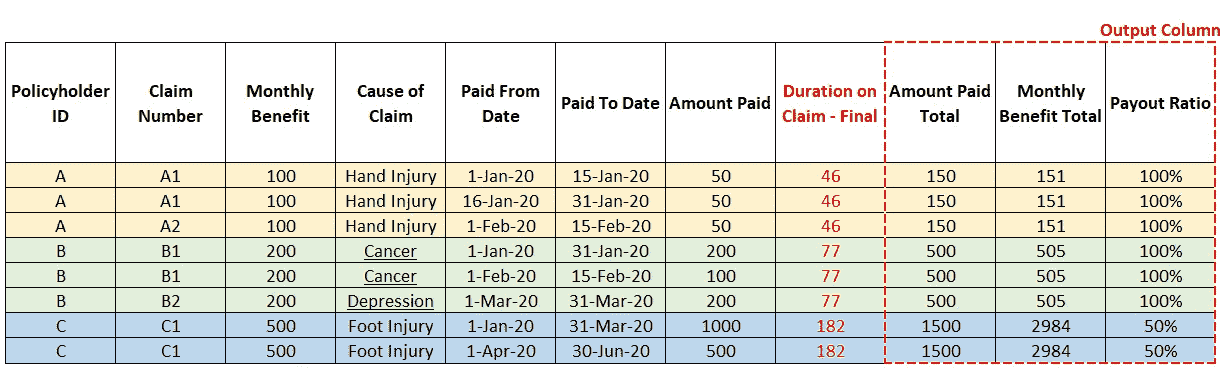 Output Column
Policyholder ID | Claim Number | Monthly Benefit | Cause of Claim | Paid From Date | Paid To Date | Amount Paid | Duration on Claim - Final | Amount Paid Total | Monthly Benefit Total | Payout Ratio
A | A1 | 100 | Hand Injury | 1-Jan-20 | 15-Jan-20 | 50 | 46 | 150 | 151 | 100%
A | A1 | 100 | Hand Injury | 16-Jan-20 | 31-Jan-20 | 50 | 46 | 150 | 151 | 100%
A | A2 | 100 | Hand Injury | 1-Feb-20 | 15-Feb-20 | 50 | 46 | 150 | 151 | 100%
B | B1 | 200 | Cancer | 1-Jan-20 | 31-Jan-20 | 200 | 77 | 500 | 505 | 100%
B | B1 | 200 | Cancer | 1-Feb-20 | 15-Feb-20 | 100 | 77 | 500 | 505 | 100%
B | B2 | 200 | Depression | 1-Mar-20 | 31-Mar-20 | 200 | 77 | 500 | 505 | 100%
C | C1 | 500 | Foot Injury | 1-Jan-20 | 31-Mar-20 | 1000 | 182 | 1500 | 2984 | 50%
C | C1 | 500 | Foot Injury | 1-Apr-20 | 30-Jun-20 | 500 | 182 | 1500 | 2984 | 50%